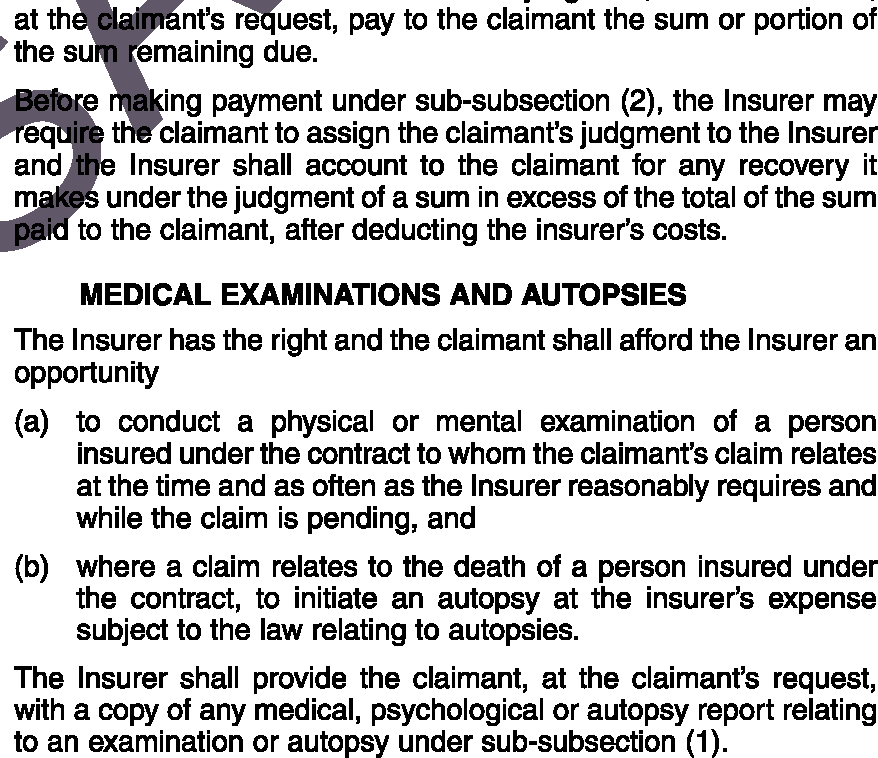 at the claimant's request, pay to the claimant the sum or portion of
the sum remaining due.
Before making payment under sub-subsection (2), the Insurer may
require the claimant to assign the claimant's judgment to the Insurer
and the Insurer shall account to the claimant for any recovery it
makes under the judgment of a sum in excess of the total of the sum
paid to the claimant, after deducting the insurer's costs.
MEDICAL EXAMINATIONS AND AUTOPSIES
The Insurer has the right and the claimant shall afford the Insurer an
opportunity
(a) to conduct a physical or mental examination of a person
insured under the contract to whom the claimant's claim relates
at the time and as often as the Insurer reasonably requires and
while the claim is pending, and
(b) where a claim relates to the death of a person insured under
the contract, to initiate an autopsy at the insurer's expense
subject to the law relating to autopsies.
The Insurer shall provide the claimant, at the claimant's request,
with a copy of any medical, psychological or autopsy report relating
to an examination or autopsy under sub-subsection (1).